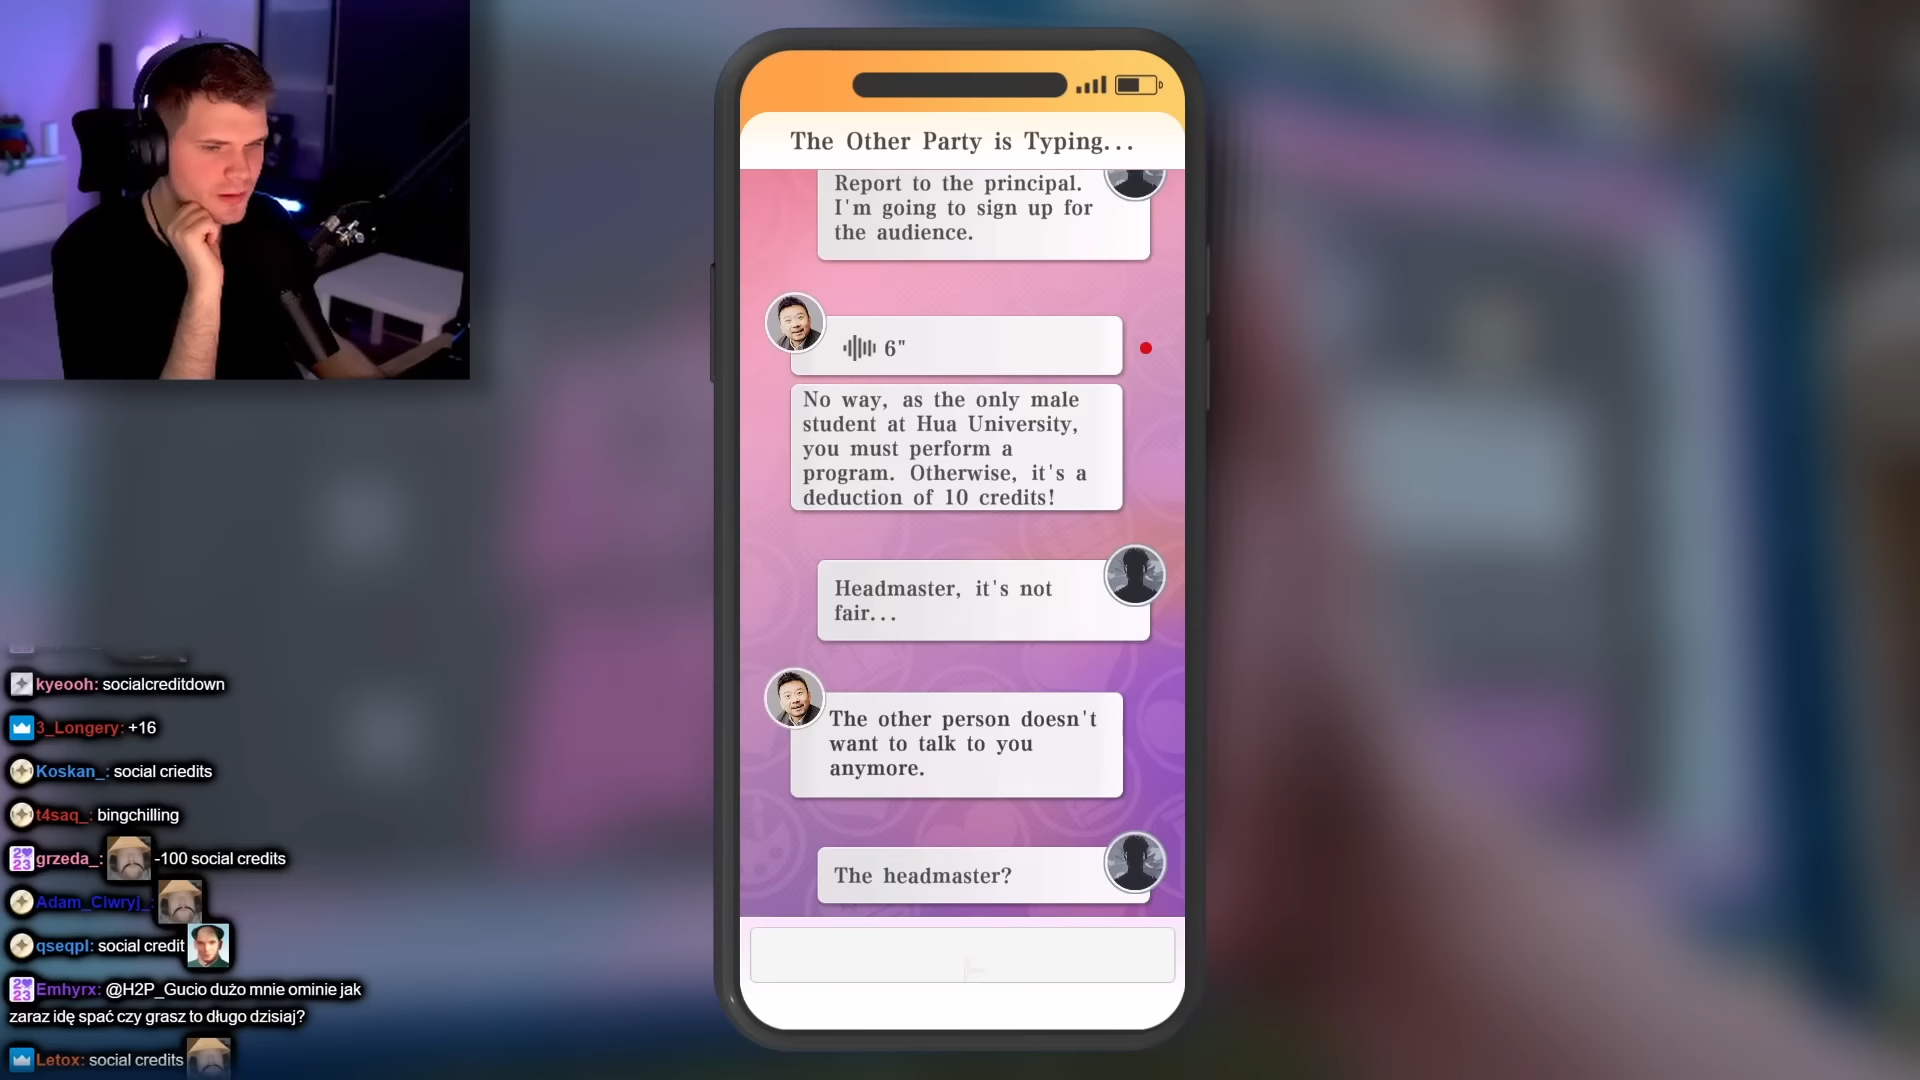 The Other Party is Typing...
Report to the principal.
I'm going to sign up for
the audience.
6"
No way, as the only male
student at Hua University,
you must perform a
program. Otherwise, it's a
deduction of 10 credits!
Headmaster, it's not
fair...
The other person doesn't
want to talk to you
anymore.
The headmaster?
kyeooh: socialcreditdown
3_Longery: +16
Koskan_: social criedits
t4saq_: bingchilling
grzeda_: -100 social credits
Adam_Ciwryj_:
qseqpl: social credit
Emhyrx: @H2P_Gucio dużo mnie ominie jak
zaraz idę spać czy grasz to długo dzisiaj?
Letox: social credits